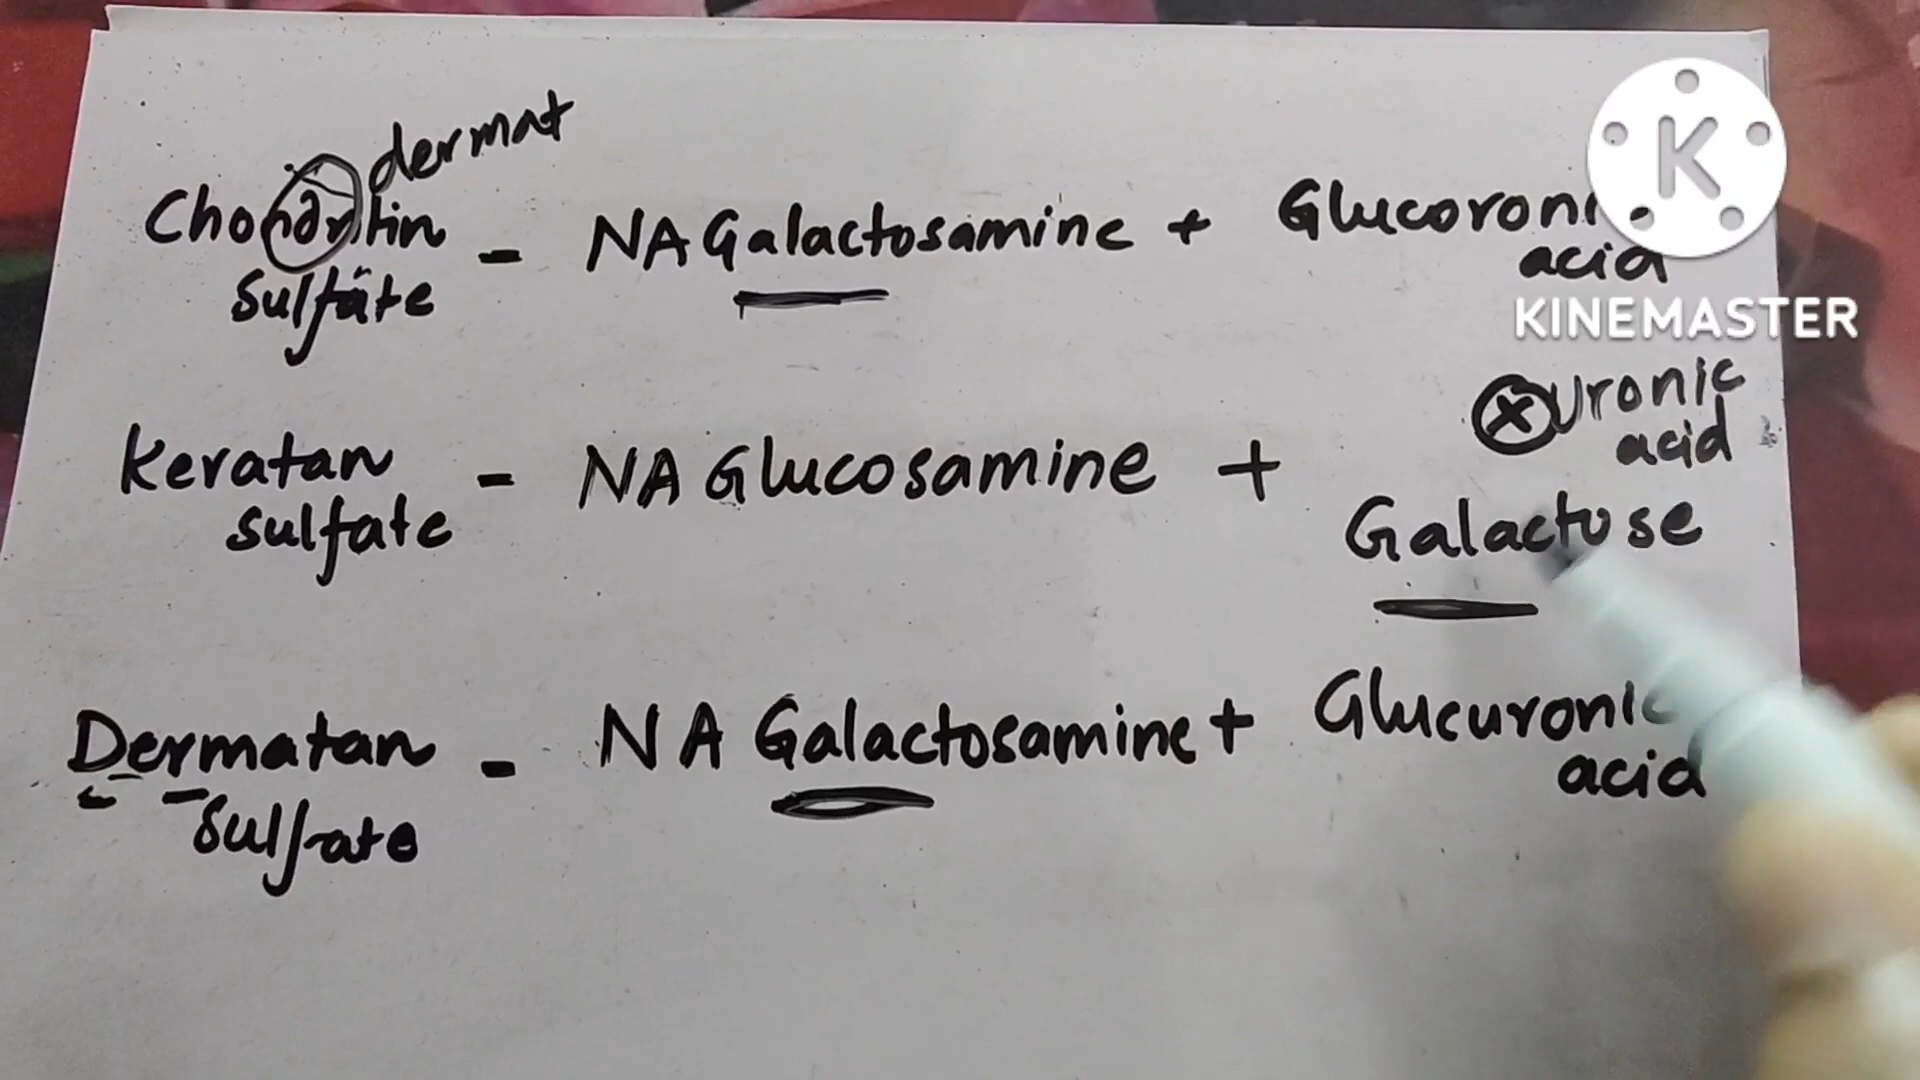 dermat
Chondritin - NA Galactosamine + Glucoroni
sulfate acid
K
KINEMASTER
uronic
acid
Keratan - NA Glucosamine +
sulfate Galactose
Dermatan - NA Galactosamine + Glucuronic
sulfate acid